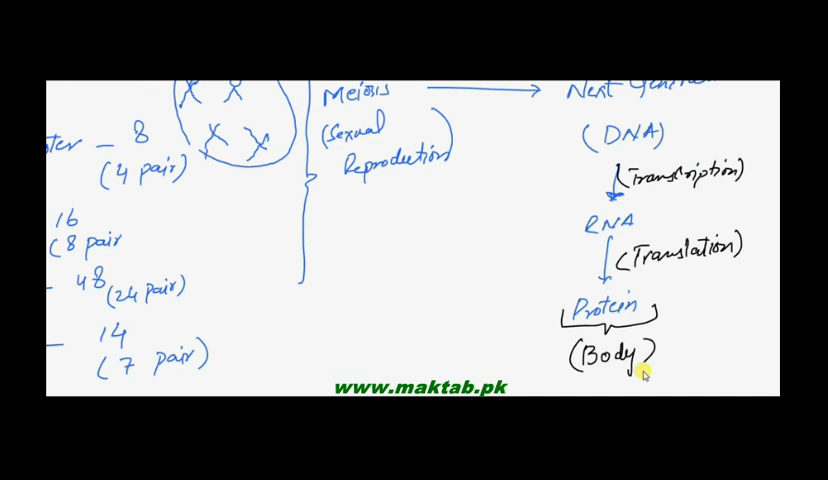 Meiosis
(Sexual
Reproduction)
Next
(DNA)
(Transcription)
RNA
(Translation)
Protein
(Body)
8
(4 pair)
16
(8 pair
48 (24 pair)
14
(7 pair)
www.maktab.pk